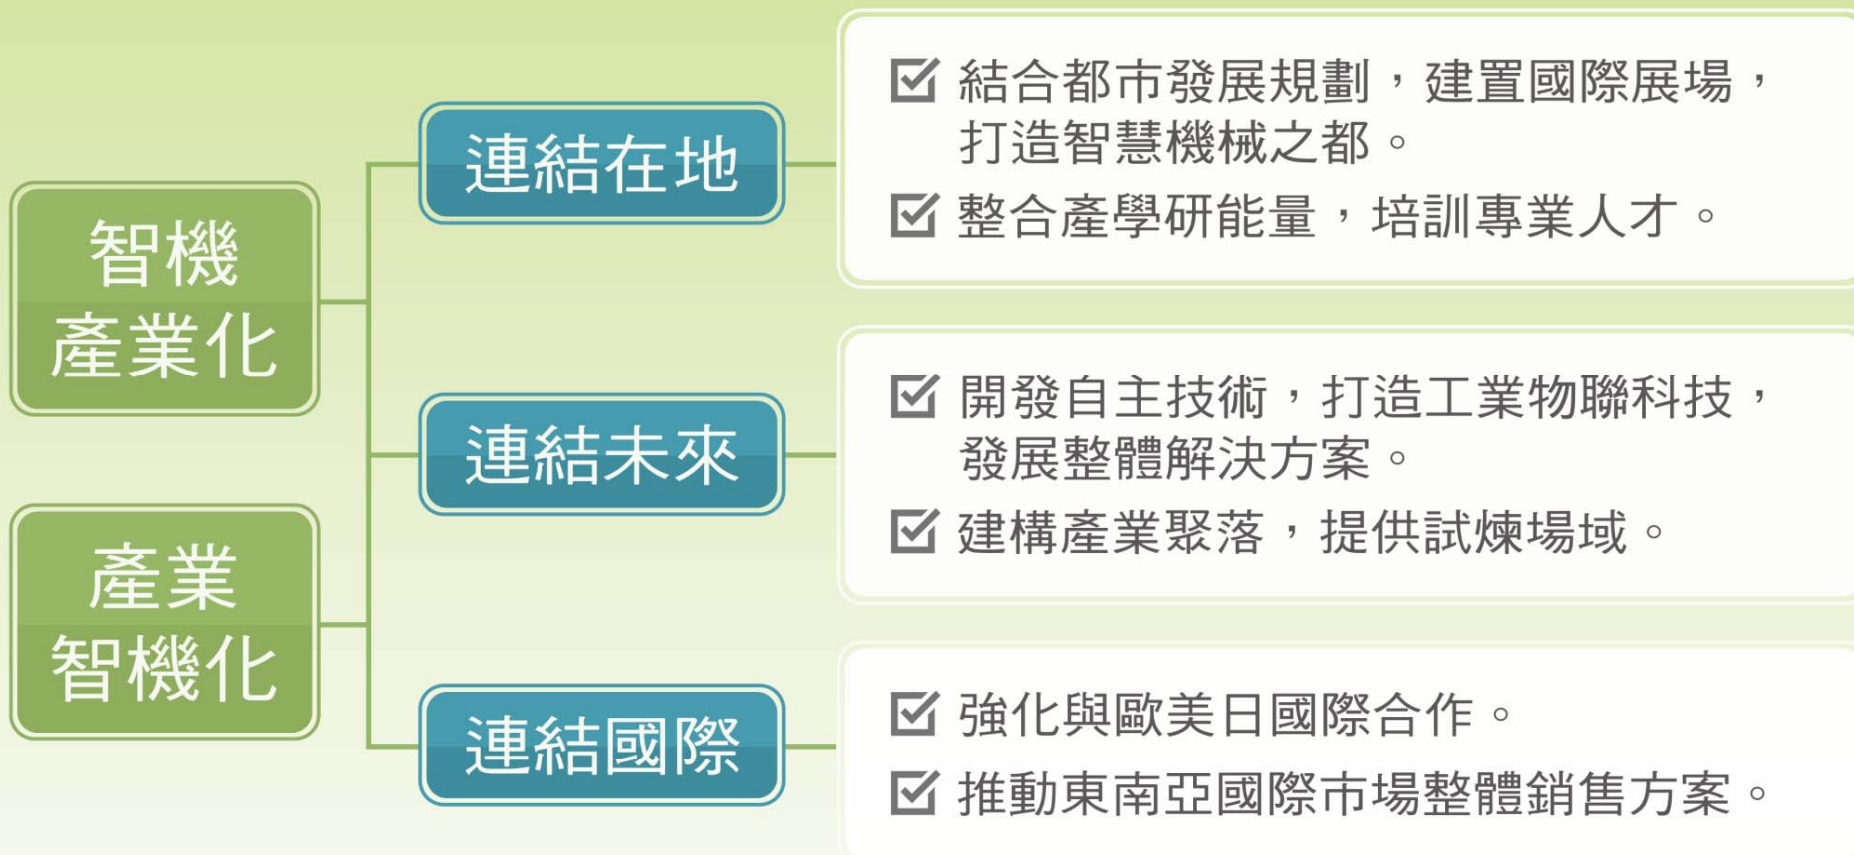 智機
產業化
產業
智機化
連結在地
結合都市發展規劃，建置國際展場，
打造智慧機械之都。
整合產學研能量，培訓專業人才。
連結未來
開發自主技術，打造工業物聯科技，
發展整體解決方案。
建構產業聚落，提供試煉場域。
連結國際
強化與歐美日國際合作。
推動東南亞國際市場整體銷售方案。